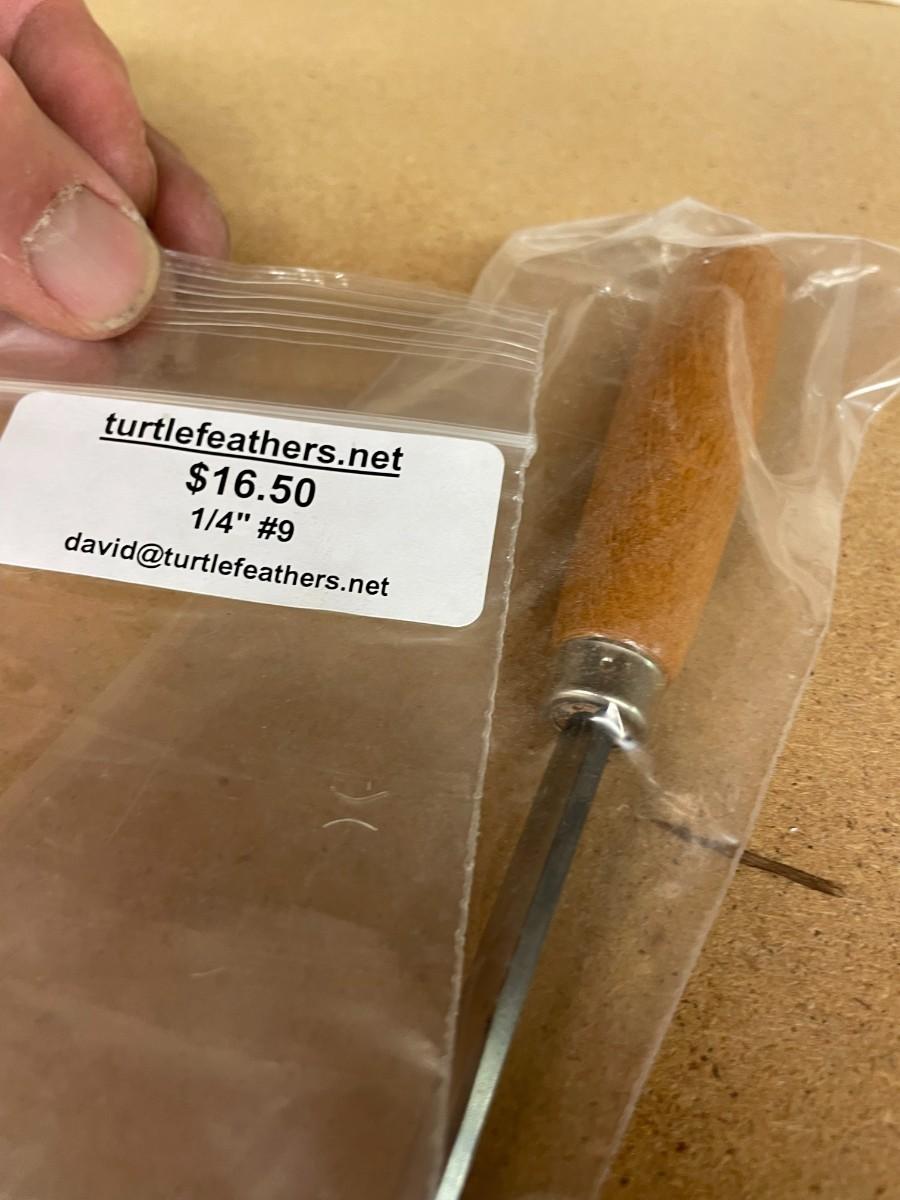 turtlefeathers.net
$16.50
1/4" #9
david@turtlefeathers.net